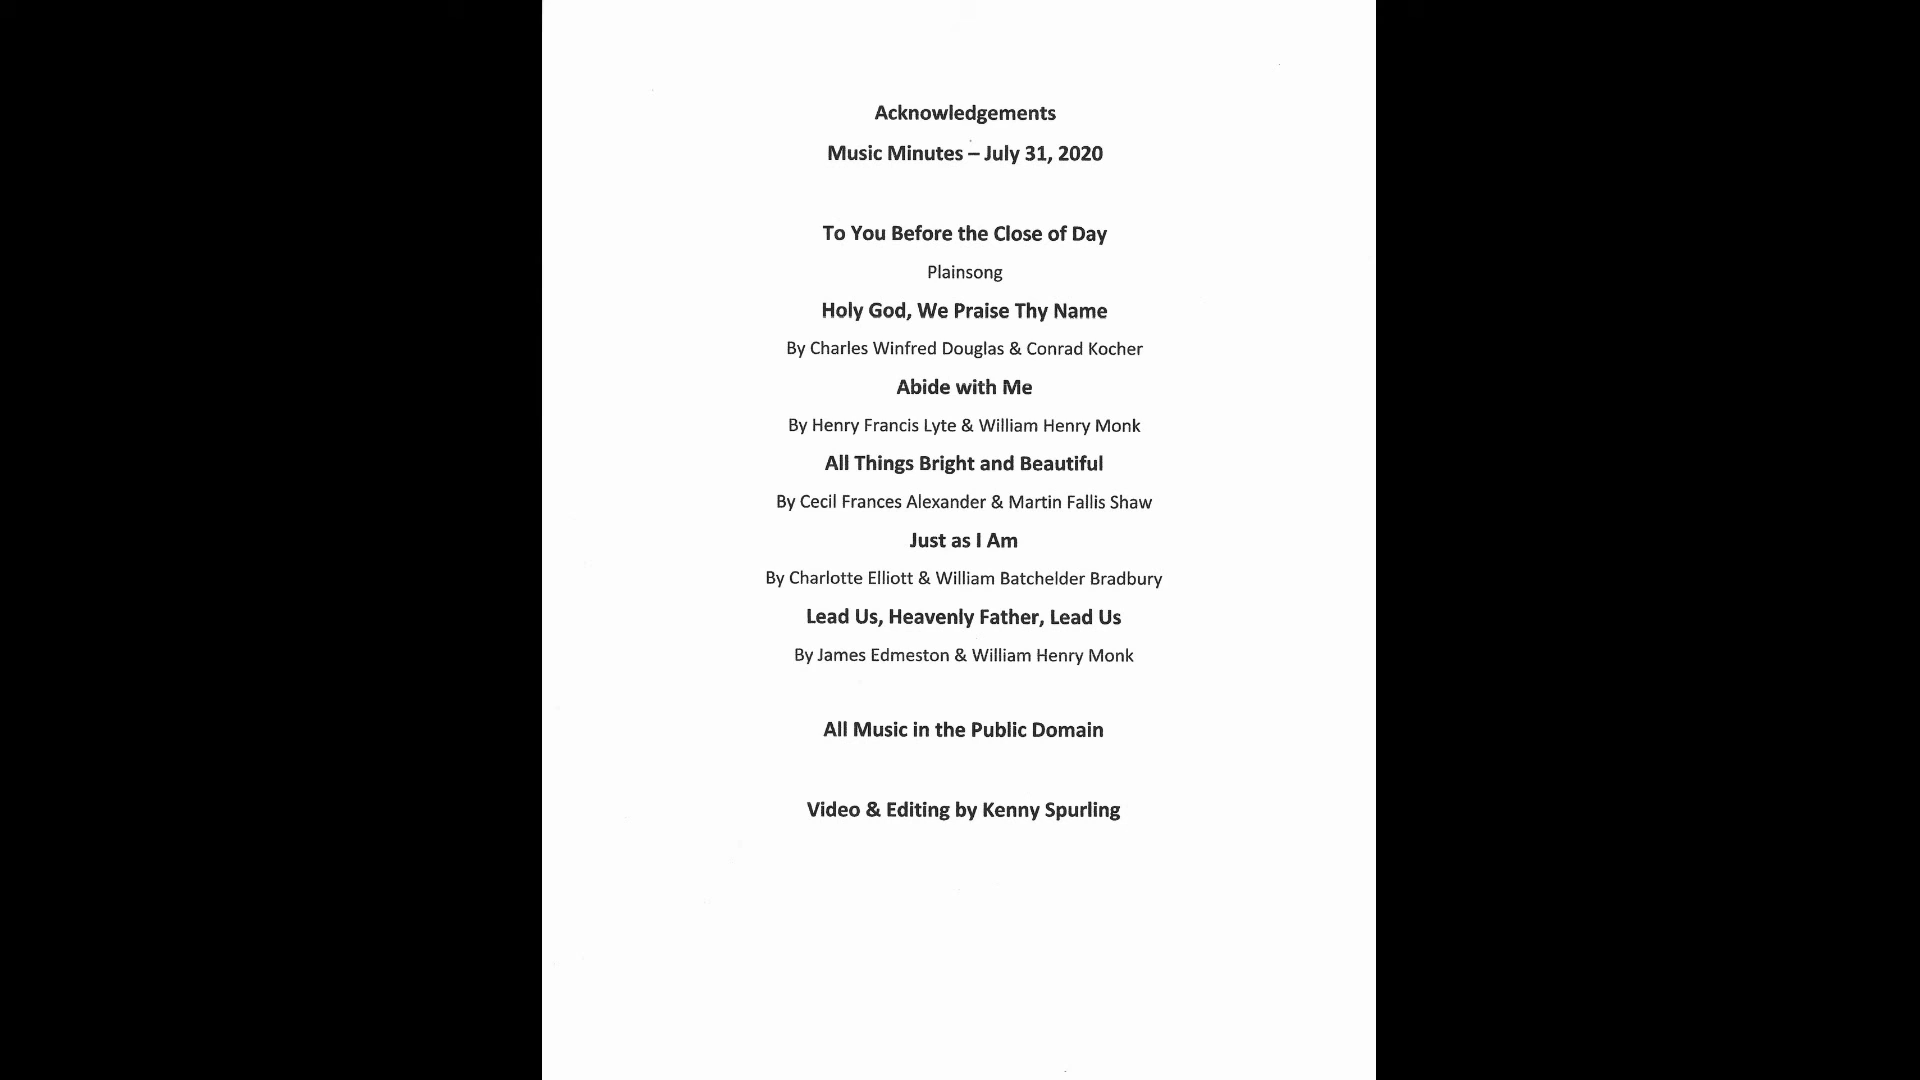 Acknowledgements
Music Minutes – July 31, 2020
To You Before the Close of Day
Plainsong
Holy God, We Praise Thy Name
By Charles Winfred Douglas & Conrad Kocher
Abide with Me
By Henry Francis Lyte & William Henry Monk
All Things Bright and Beautiful
By Cecil Frances Alexander & Martin Fallis Shaw
Just as I Am
By Charlotte Elliott & William Batchelder Bradbury
Lead Us, Heavenly Father, Lead Us
By James Edmeston & William Henry Monk
All Music in the Public Domain
Video & Editing by Kenny Spurling